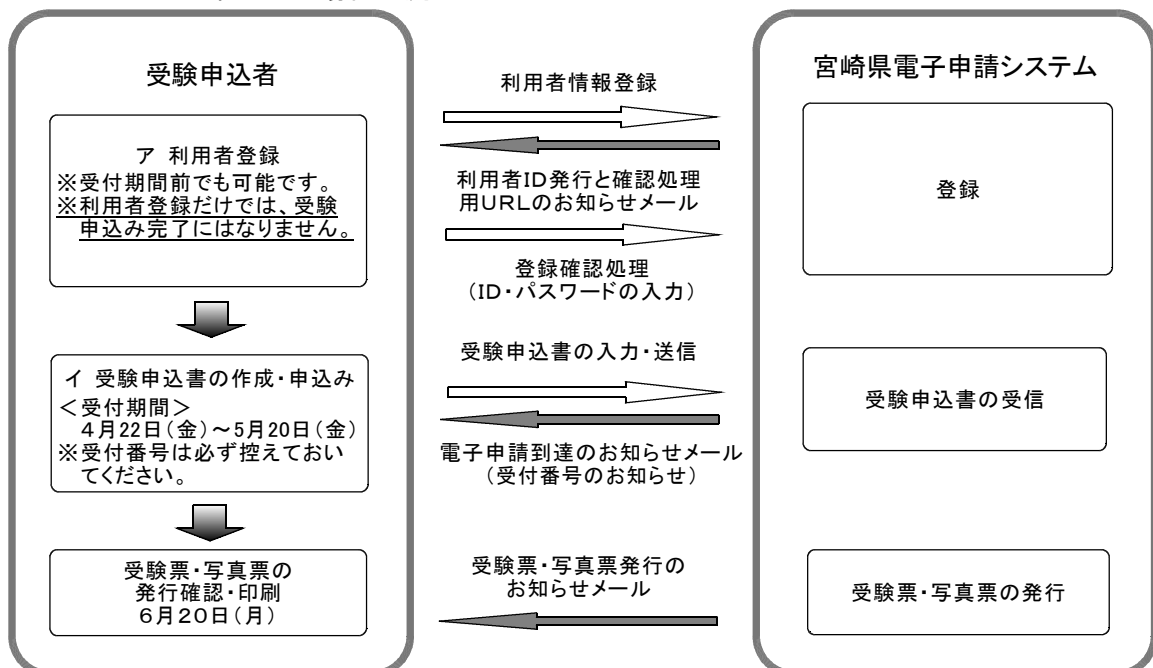 受験申込者
ア 利用者登録
※受付期間前でも可能です。
※利用者登録だけでは、受験
申込み完了にはなりません。
イ 受験申込書の作成・申込み
＜受付期間＞
4月22日(金)～5月20日(金)
※受付番号は必ず控えておい
てください。
受験票・写真票の
発行確認・印刷
6月20日(月)
利用者情報登録
利用者ID発行と確認処理
用URLのお知らせメール
登録確認処理
(ID・パスワードの入力)
受験申込書の入力・送信
電子申請到達のお知らせメール
(受付番号のお知らせ)
受験票・写真票発行の
お知らせメール
宮崎県電子申請システム
登録
受験申込書の受信
受験票・写真票の発行